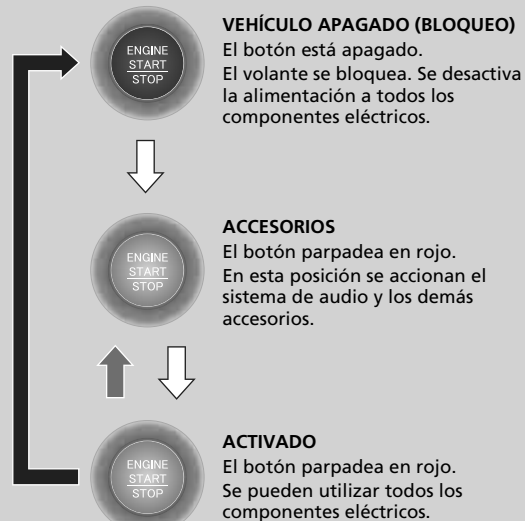 ENGINE
START
STOP
VEHÍCULO APAGADO (BLOQUEO)
El botón está apagado.
El volante se bloquea. Se desactiva
la alimentación a todos los
componentes eléctricos.
ENGINE
START
STOP
ACCESORIOS
El botón parpadea en rojo.
En esta posición se accionan el
sistema de audio y los demás
accesorios.
ENGINE
START
STOP
ACTIVADO
El botón parpadea en rojo.
Se pueden utilizar todos los
componentes eléctricos.